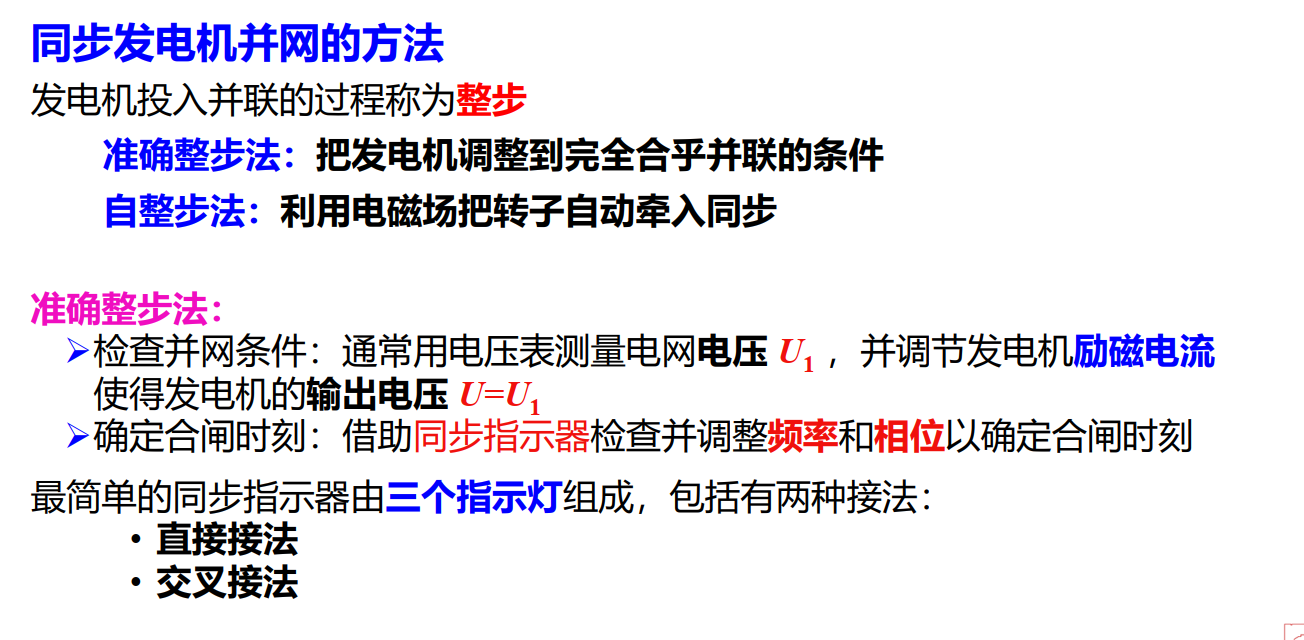 同步发电机并网的方法
发电机投入并联的过程称为整步
准确整步法：把发电机调整到完全合乎并联的条件
自整步法：利用电磁场把转子自动牵入同步
准确整步法：
➢检查并网条件：通常用电压表测量电网电压 U₁ ，并调节发电机励磁电流
使得发电机的输出电压 U=U₁
➢确定合闸时刻：借助同步指示器检查并调整频率和相位以确定合闸时刻
最简单的同步指示器由三个指示灯组成，包括有两种接法：
• 直接接法
• 交叉接法